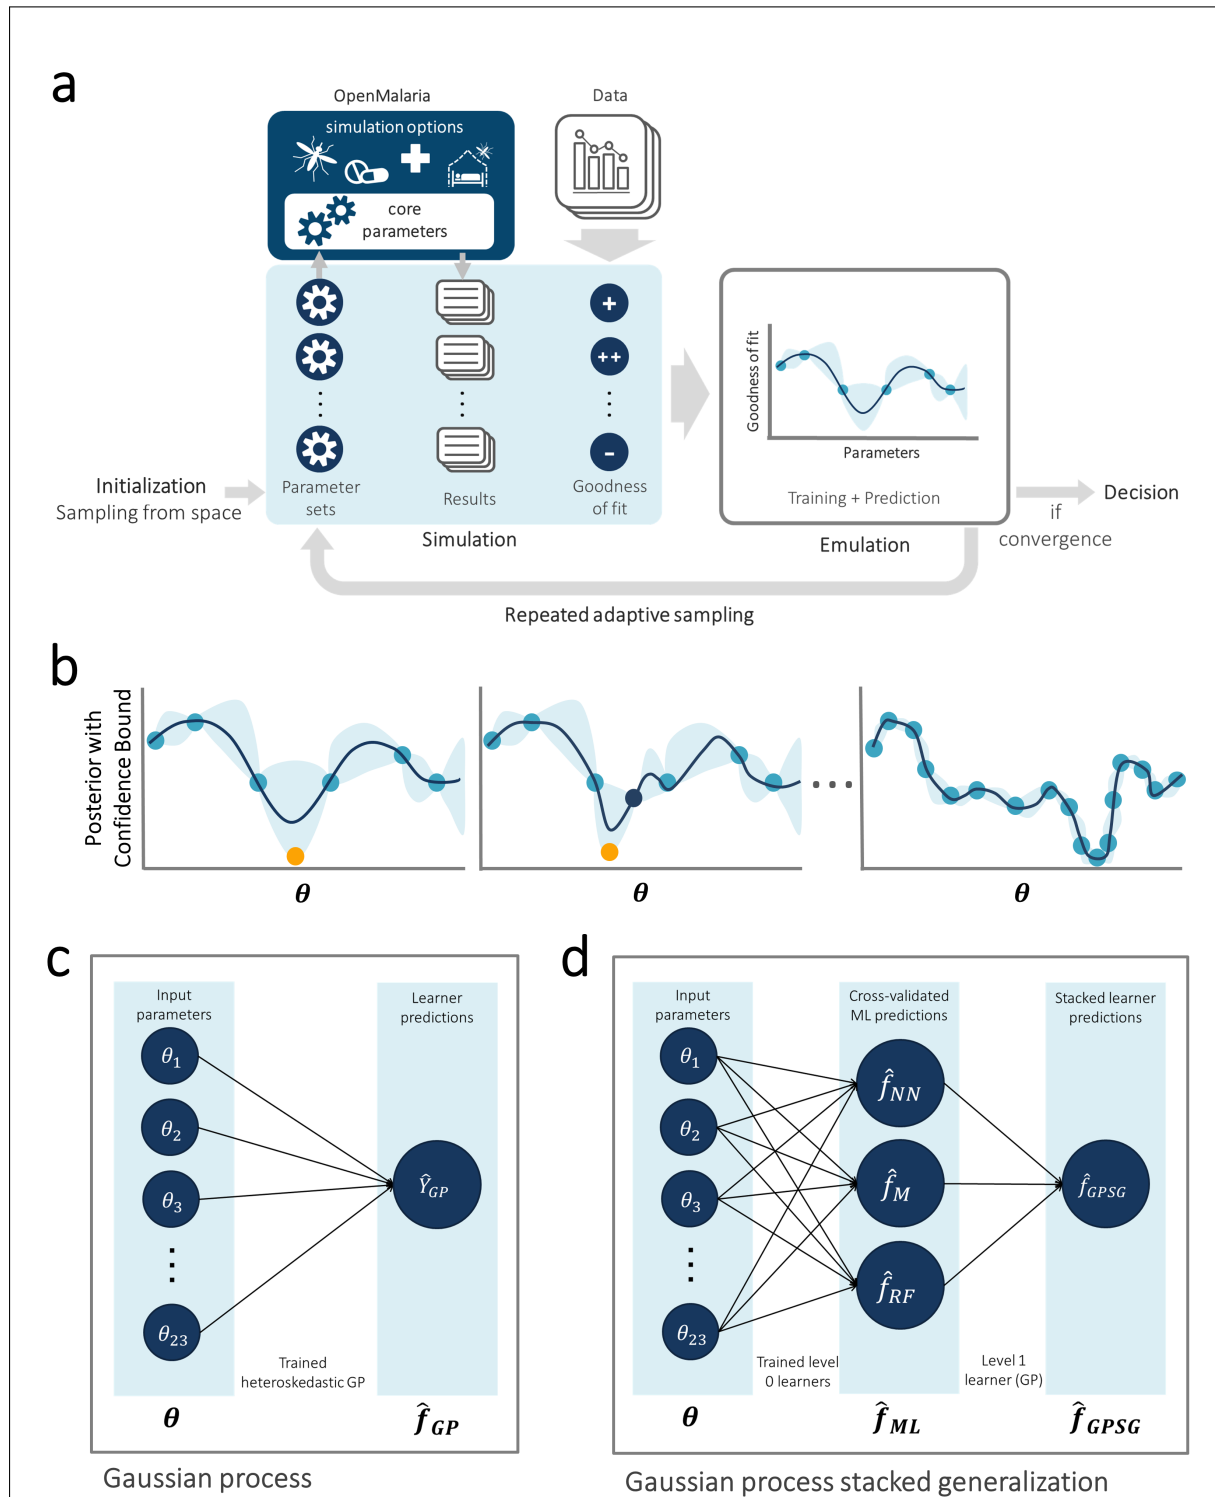 a
OpenMalaria
Data
simulation options
core
parameters
+
++
-
Goodness of fit
Parameters
Training + Prediction
Initialization
Sampling from space
Parameter
sets
Results
Goodness
of fit
Simulation
Emulation
Decision
if
convergence
Repeated adaptive sampling
b
Posterior with
Confidence Bound
θ
θ
θ
c
Input
parameters
Learner
predictions
θ1
θ2
θ3
θ23
ŶGP
Trained
heteroskedastic GP
θ
f̂GP
Gaussian process
d
Input
parameters
Cross-validated
ML predictions
Stacked learner
predictions
θ1
θ2
θ3
θ23
f̂NN
f̂M
f̂RF
f̂GPSG
Trained level
0 learners
Level 1
learner (GP)
θ
f̂ML
f̂GPSG
Gaussian process stacked generalization